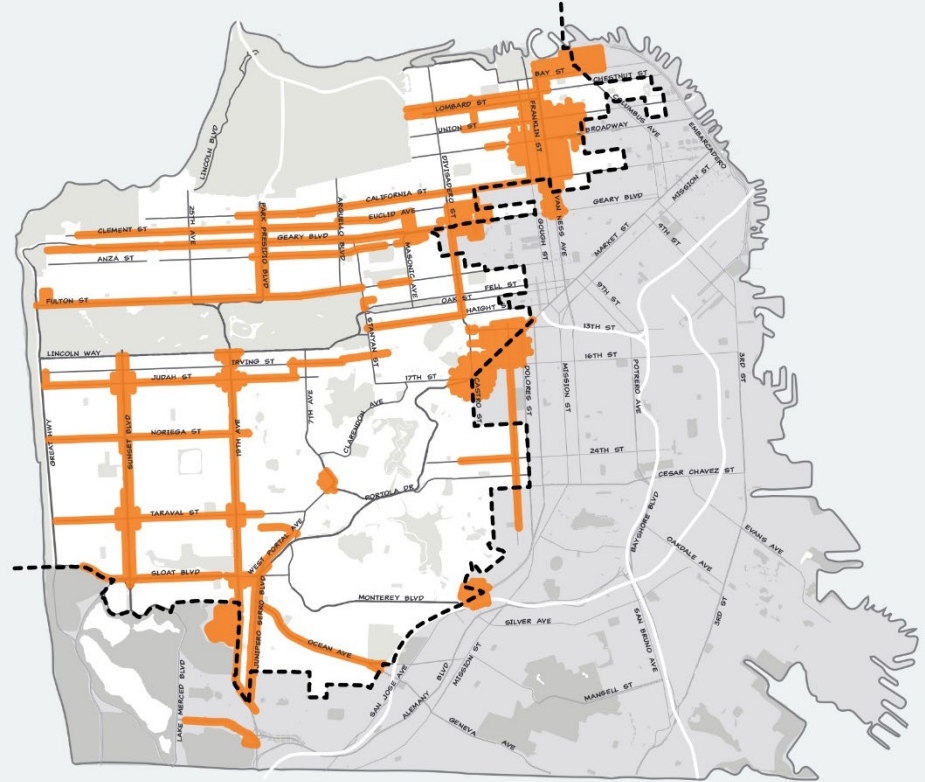 BAY ST
CHESTNUT ST
LOMBARD ST
COLUMBUS AVE
FRANKLIN ST
UNION ST
BROADWAY
EMBARCADERO
LINCOLN BLVD
DIVISADERO ST
MISSION ST
CALIFORNIA ST
VAN NESS AVE
GEARY BLVD
25TH AVE
PARK PRESIDIO BLVD
ARGUELLO BLVD
EUCLID AVE
CLEMENT ST
GEARY BLVD
GOUGH ST
MARKET ST
4TH ST
ANZA ST
MASONIC AVE
FELL ST
9TH ST
FULTON ST
OAK ST
HAIGHT ST
STANYAN ST
13TH ST
LINCOLN WAY
IRVING ST
16TH ST
3RD ST
JUDAH ST
17TH ST
CASTRO ST
DOLORES ST
MISSION ST
POTRERO AVE
7TH AVE
CLARENDON AVE
GREAT HWY
SUNSET BLVD
NORIEGA ST
19TH AVE
24TH ST
CESAR CHAVEZ ST
PORTOLA DR
TARAVAL ST
BAYSHORE BLVD
EVANS AVE
WEST PORTAL AVE
OAKDALE AVE
SLOAT BLVD
MONTEREY BLVD
JUNIPERO SERRO BLVD
SILVER AVE
3RD ST
OCEAN AVE
SAN BRUNO AVE
LAKE MERCED BLVD
SAN JOSE AVE
ALEMANY BLVD
MISSION ST
MANSELL ST
GENEVA AVE